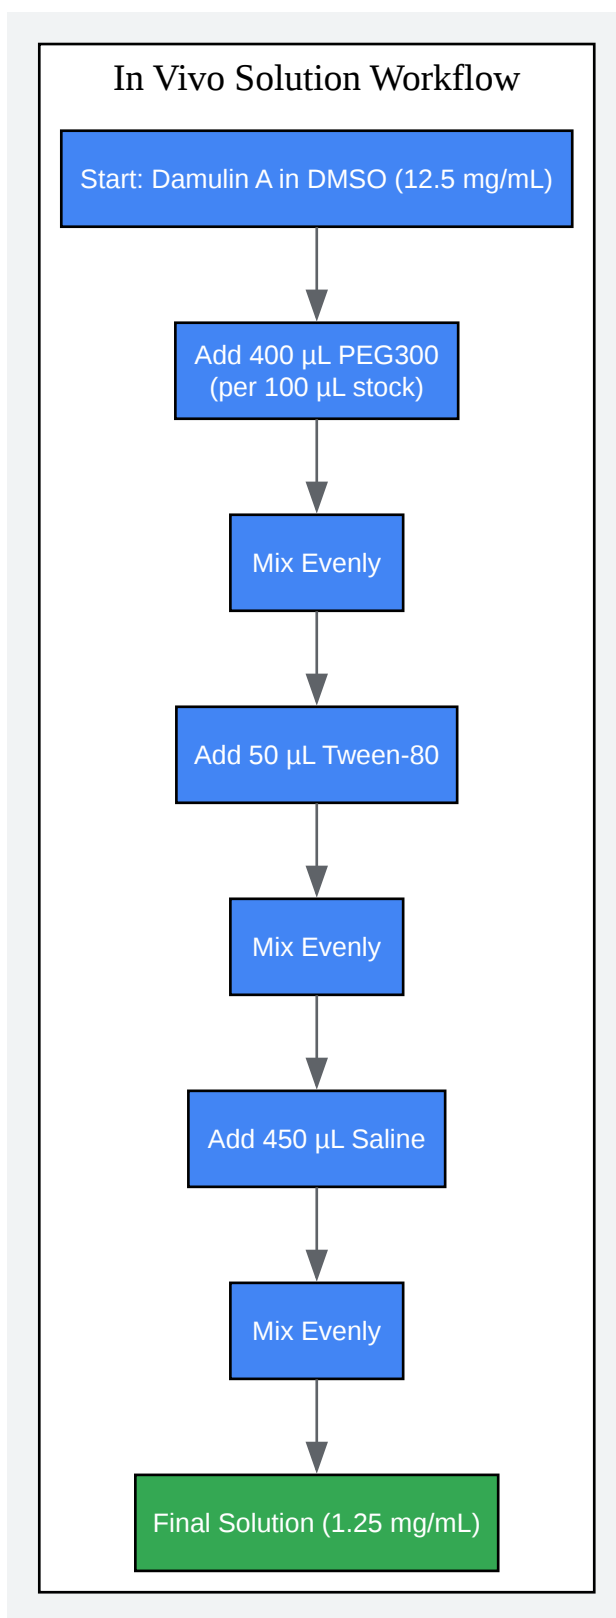 In Vivo Solution Workflow
Start: Damulin A in DMSO (12.5 mg/mL)
Add 400 µL PEG300
(per 100 µL stock)
Mix Evenly
Add 50 µL Tween-80
Mix Evenly
Add 450 µL Saline
Mix Evenly
Final Solution (1.25 mg/mL)